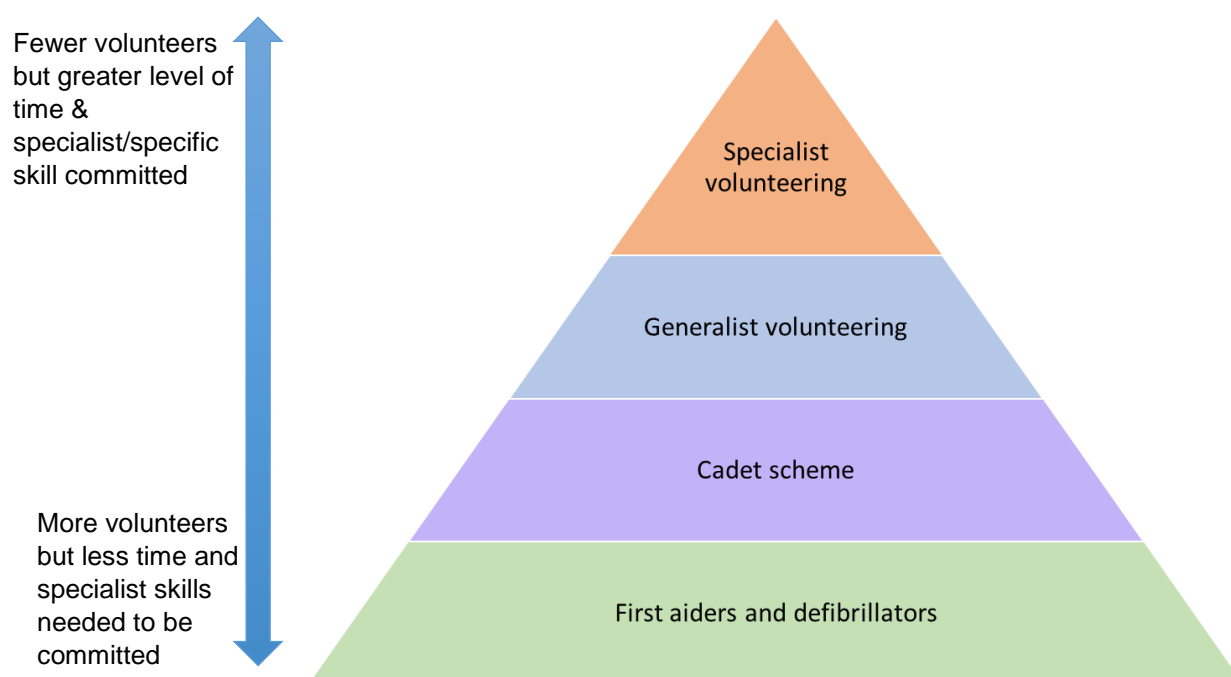 Fewer volunteers
but greater level of
time &
specialist/specific
skill committed
Specialist
volunteering
Generalist volunteering
Cadet scheme
More volunteers
but less time and
specialist skills
needed to be
committed
First aiders and defibrillators